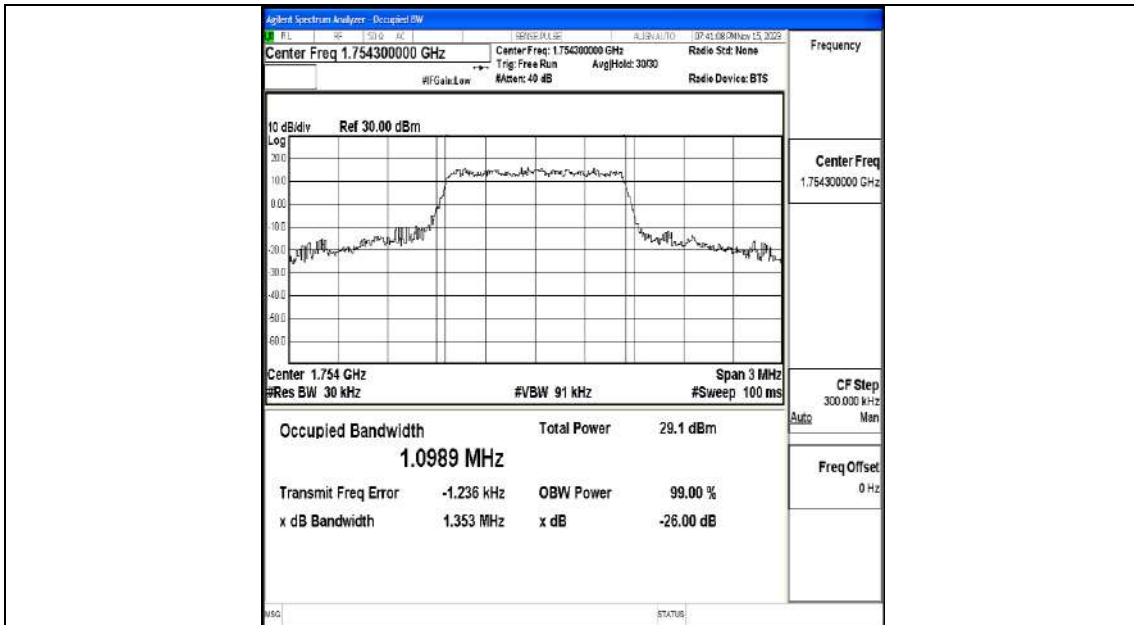 Agilent Spectrum Analyzer - Occupied BW
RL RF 50 Ω AC SENSE:PULSE ALIGN AUTO 07:41:08 PM Nov 15, 2023
Center Freq 1.754300000 GHz
Center Freq: 1.754300000 GHz
Radio Std: None
Trig: Free Run Avg|Hold: 30/30
#IFGain:Low
#Atten: 40 dB
Radio Device: BTS
Frequency
10 dB/div Ref 30.00 dBm
Log
20.0
10.0
0.00
-10.0
-20.0
-30.0
-40.0
-50.0
-60.0
Center 1.754 GHz
Span 3 MHz
#Res BW 30 kHz
#VBW 91 kHz
#Sweep 100 ms
Center Freq
1.754300000 GHz
CF Step
300.000 kHz
Auto Man
Freq Offset
0 Hz
Occupied Bandwidth
1.0989 MHz
Total Power 29.1 dBm
Transmit Freq Error -1.236 kHz
OBW Power 99.00 %
x dB Bandwidth 1.353 MHz
x dB -26.00 dB
MSG
STATUS